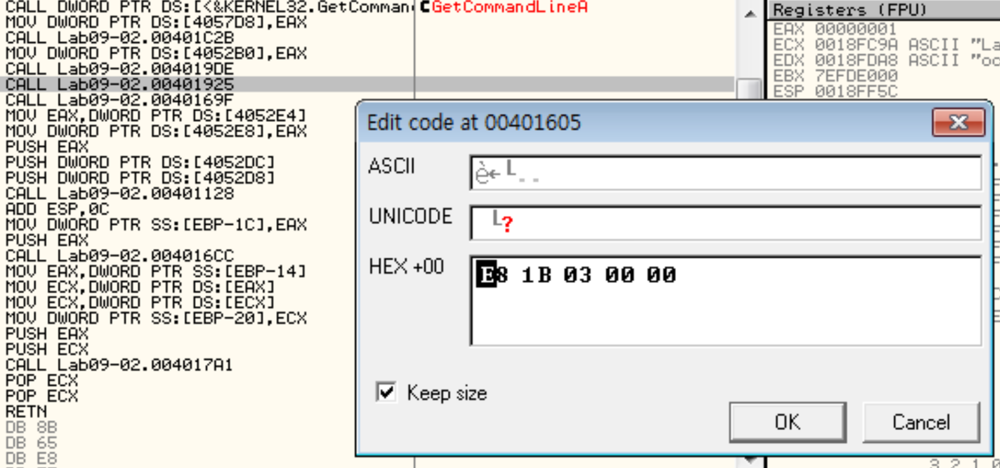 CALL DWORD PTR DS:[<&KERNEL32.GetComman
GetCommandLineA
MOV DWORD PTR DS:[4057D8],EAX
CALL Lab09-02.00401C2B
MOV DWORD PTR DS:[4052B0],EAX
CALL Lab09-02.004019DE
CALL Lab09-02.00401925
CALL Lab09-02.0040169F
MOV EAX,DWORD PTR DS:[4052E4]
MOV DWORD PTR DS:[4052E8],EAX
PUSH EAX
PUSH DWORD PTR DS:[4052DC]
PUSH DWORD PTR DS:[4052D8]
CALL Lab09-02.00401128
ADD ESP,0C
MOV DWORD PTR SS:[EBP-1C],EAX
PUSH EAX
CALL Lab09-02.004016CC
MOV EAX,DWORD PTR SS:[EBP-14]
MOV ECX,DWORD PTR DS:[EAX]
MOV ECX,DWORD PTR DS:[ECX]
MOV DWORD PTR SS:[EBP-20],ECX
PUSH EAX
PUSH ECX
CALL Lab09-02.004017A1
POP ECX
POP ECX
RETN
DB 8B
DB 65
DB E8
Registers (FPU)
EAX 00000001
ECX 0018FC9A ASCII "La
EDX 0018FDA8 ASCII "oc
EBX 7EFDE000
ESP 0018FF5C
Edit code at 00401605
ASCII
è←└..
UNICODE
└?
HEX +00
E8 1B 03 00 00
Keep size
OK
Cancel
3 2 1 0